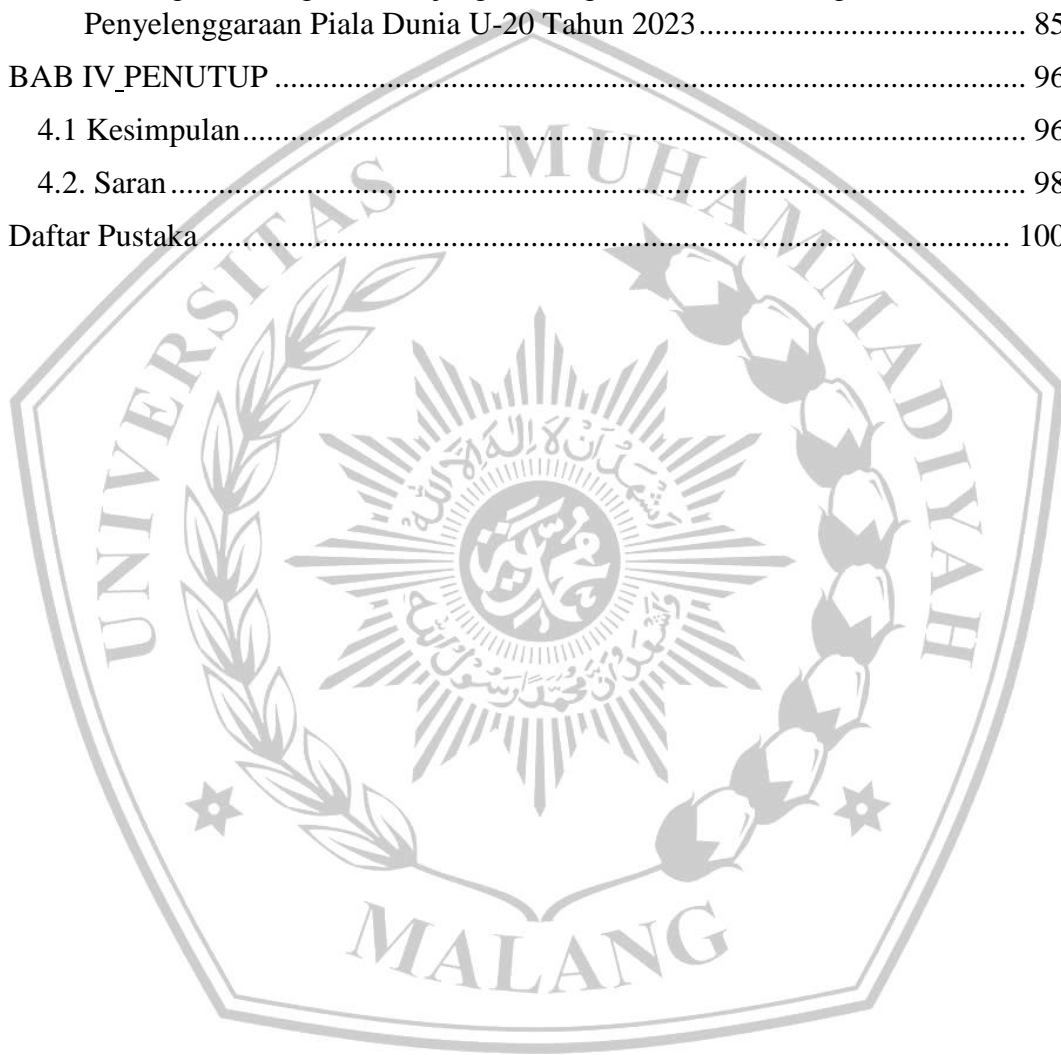 Penyelenggaraan Piala Dunia U-20 Tahun 2023.................................... 85
BAB IV PENUTUP ................................................................................ 96
4.1 Kesimpulan..................................................................................... 96
4.2. Saran .............................................................................................. 98
Daftar Pustaka ...................................................................................... 100
UNIVERSITAS MUHAMMADIYAH
MALANG